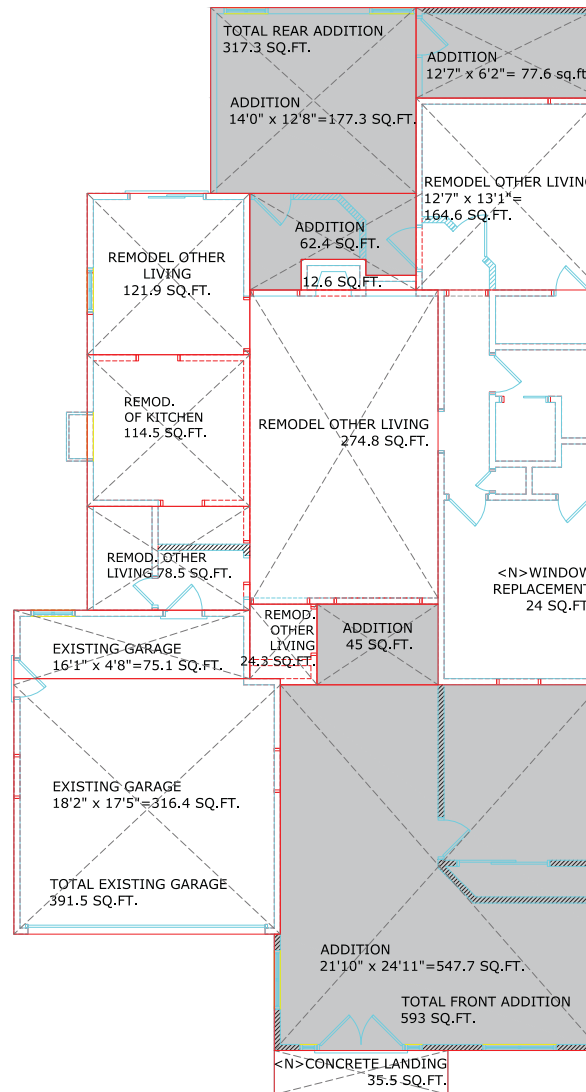 TOTAL REAR ADDITION
317.3 SQ.FT.
ADDITION
14'0" x 12'8"=177.3 SQ.FT.
ADDITION
12'7" x 6'2"= 77.6 sq.ft
REMODEL OTHER LIVING
12'7" x 13'1"=
164.6 SQ.FT.
ADDITION
62.4 SQ.FT.
12.6 SQ.FT.
REMODEL OTHER
LIVING
121.9 SQ.FT.
REMOD.
OF KITCHEN
114.5 SQ.FT.
REMODEL OTHER LIVING
274.8 SQ.FT.
REMOD. OTHER
LIVING 78.5 SQ.FT.
<N>WINDOW
REPLACEMENT
24 SQ.FT
REMOD.
OTHER
LIVING
24.3 SQ.FT.
ADDITION
45 SQ.FT.
EXISTING GARAGE
16'1" x 4'8"=75.1 SQ.FT.
EXISTING GARAGE
18'2" x 17'5"=316.4 SQ.FT.
TOTAL EXISTING GARAGE
391.5 SQ.FT.
ADDITION
21'10" x 24'11"=547.7 SQ.FT.
TOTAL FRONT ADDITION
593 SQ.FT.
<N>CONCRETE LANDING
35.5 SQ.FT.